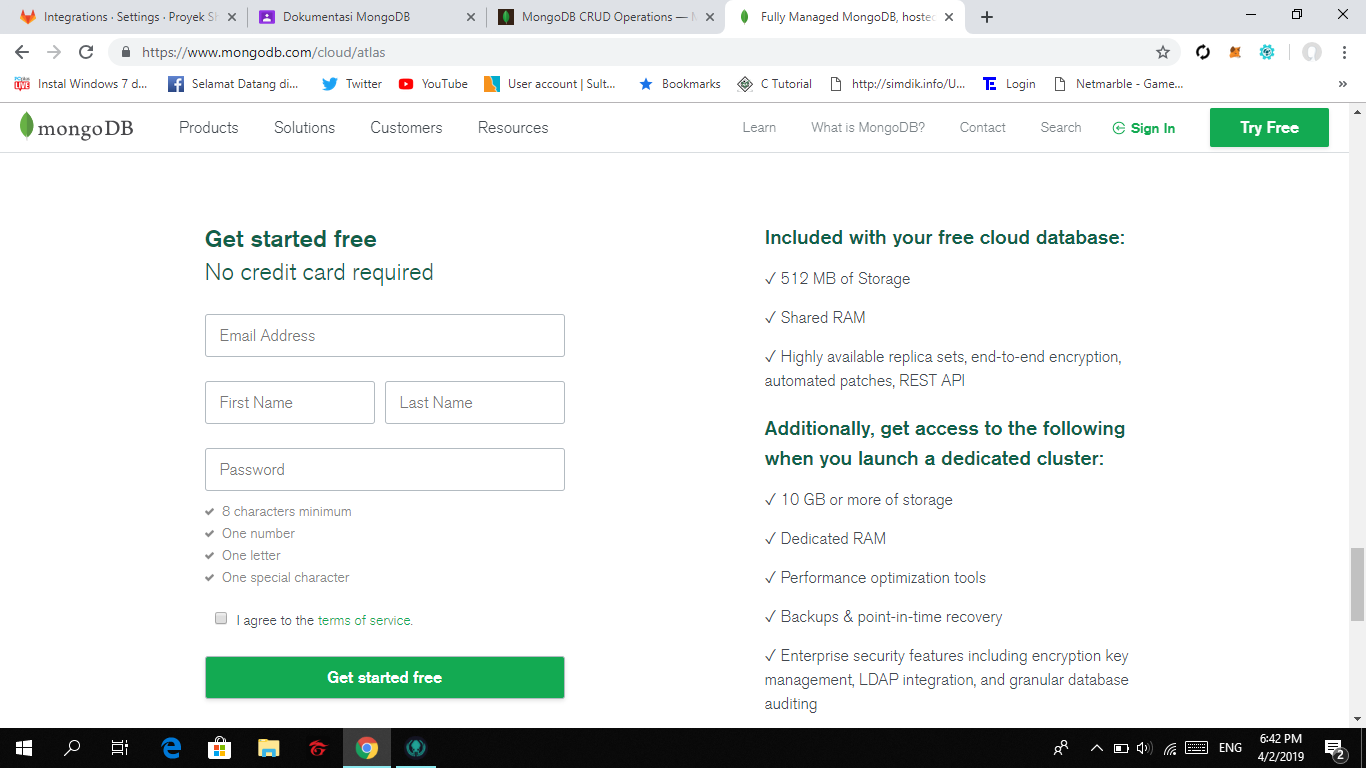 Integrations · Settings · Proyek Sh
Dokumentasi MongoDB
MongoDB CRUD Operations — M
Fully Managed MongoDB, hosted
https://www.mongodb.com/cloud/atlas
Instal Windows 7 d...
Selamat Datang di...
Twitter
YouTube
User account | Sult...
Bookmarks
C Tutorial
http://simdik.info/U...
Login
Netmarble - Game...
»
mongoDB
Products
Solutions
Customers
Resources
Learn
What is MongoDB?
Contact
Search
Sign In
Try Free
Get started free
No credit card required
Email Address
First Name
Last Name
Password
✔ 8 characters minimum
✔ One number
✔ One letter
✔ One special character
I agree to the terms of service.
Get started free
Included with your free cloud database:
✓ 512 MB of Storage
✓ Shared RAM
✓ Highly available replica sets, end-to-end encryption,
automated patches, REST API
Additionally, get access to the following
when you launch a dedicated cluster:
✓ 10 GB or more of storage
✓ Dedicated RAM
✓ Performance optimization tools
✓ Backups & point-in-time recovery
✓ Enterprise security features including encryption key
management, LDAP integration, and granular database
auditing
ENG
6:42 PM
4/2/2019
2